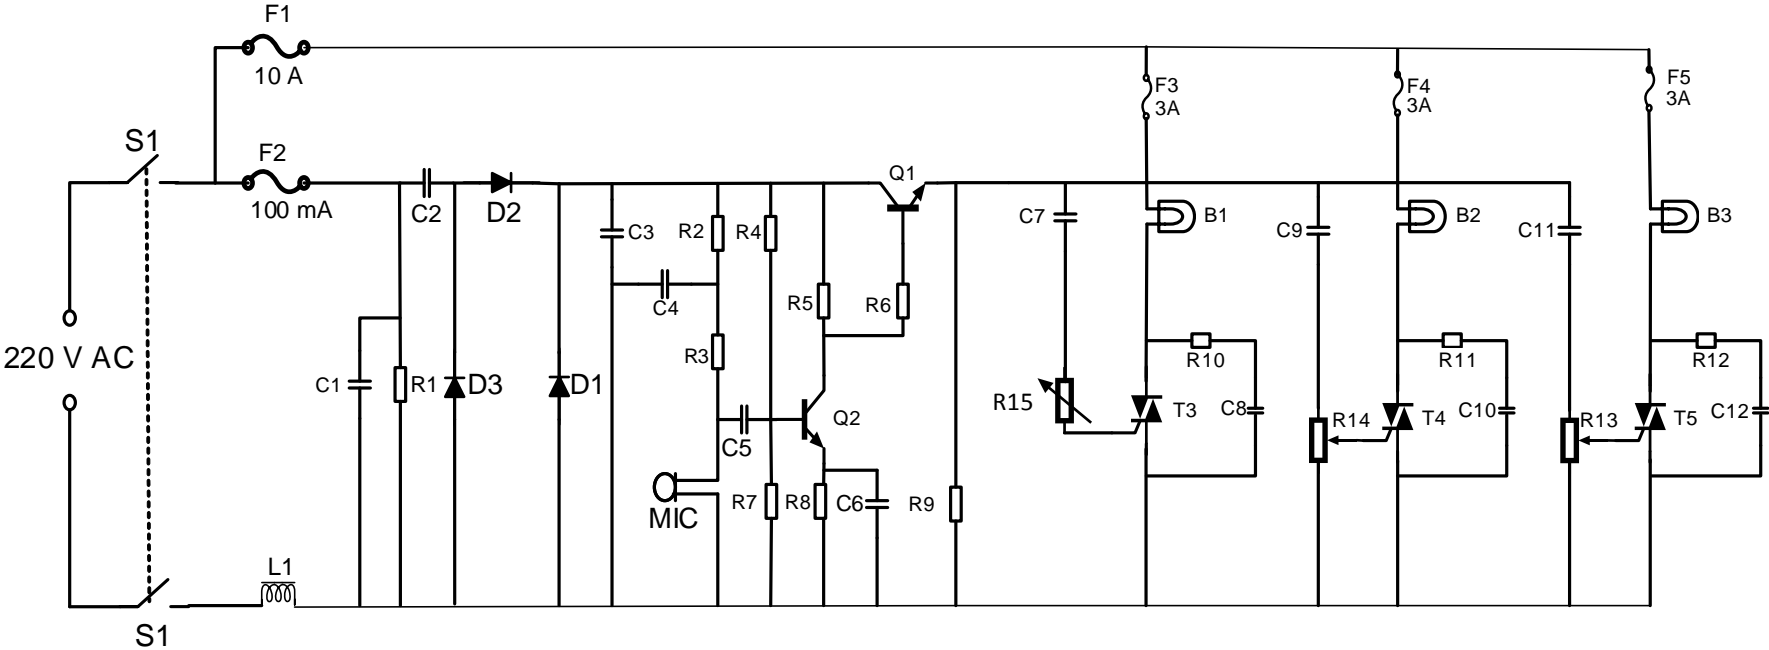 F1
10 A
F3
3A
F4
3A
F5
3A
S1
F2
100 mA
C2
D2
Q1
C7
B1
C9
B2
C11
B3
C3
R2
R4
C4
R5
R6
R3
220 V AC
C1
R1
D3
D1
C5
Q2
R15
R10
T3
C8
R14
R11
T4
C10
R13
R12
T5
C12
MIC
R7
R8
C6
R9
L1
S1